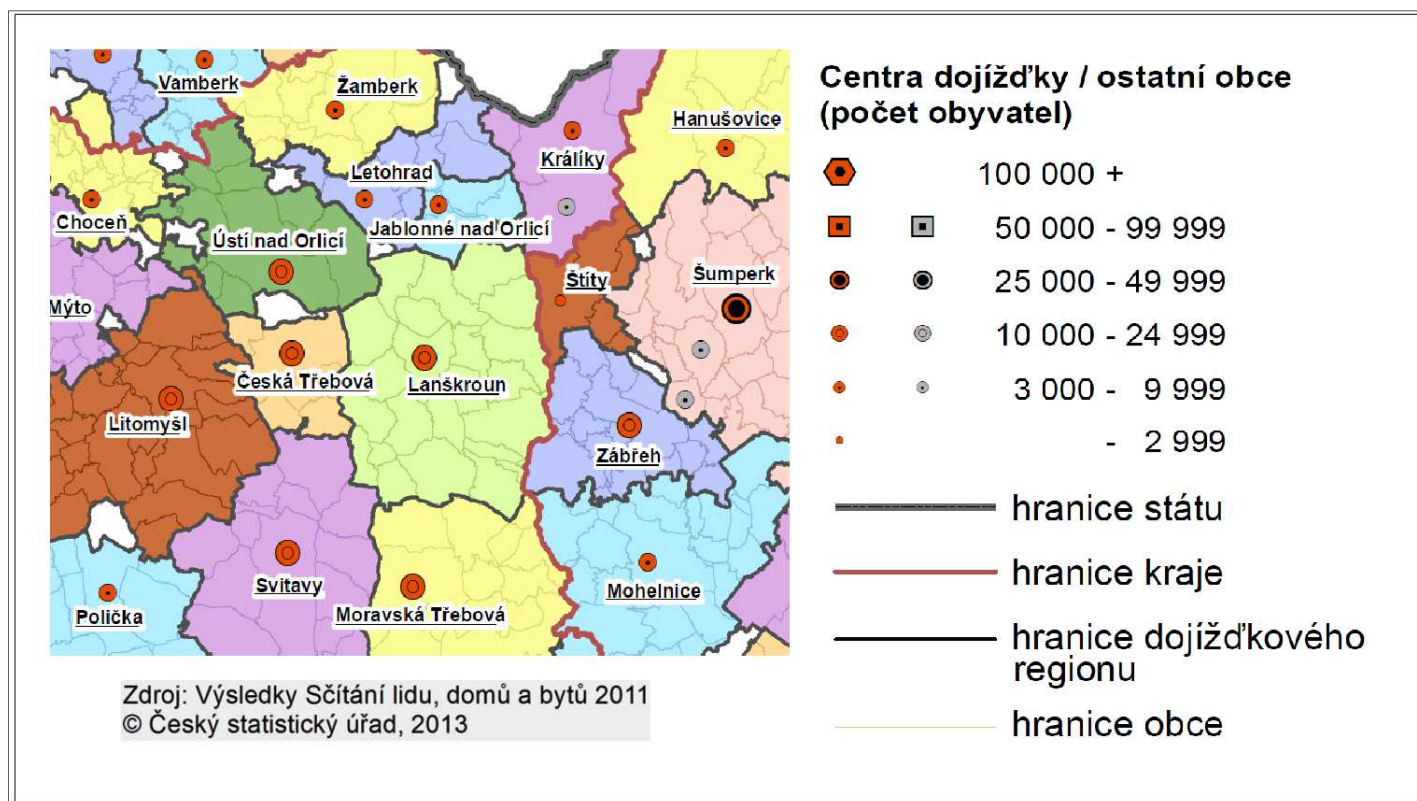 Vamberk
Žamberk
Hanušovice
Králíky
Letohrad
Choceň
Jablonné nad Orlicí
Ústí nad Orlicí
Štíty
Šumperk
Mýto
Česká Třebová
Lanškroun
Litomyšl
Zábřeh
Svitavy
Moravská Třebová
Mohelnice
Polička
Zdroj: Výsledky Sčítání lidu, domů a bytů 2011
© Český statistický úřad, 2013
Centra dojížďky / ostatní obce
(počet obyvatel)
100 000 +
50 000 - 99 999
25 000 - 49 999
10 000 - 24 999
3 000 - 9 999
- 2 999
hranice státu
hranice kraje
hranice dojížďkového
regionu
hranice obce